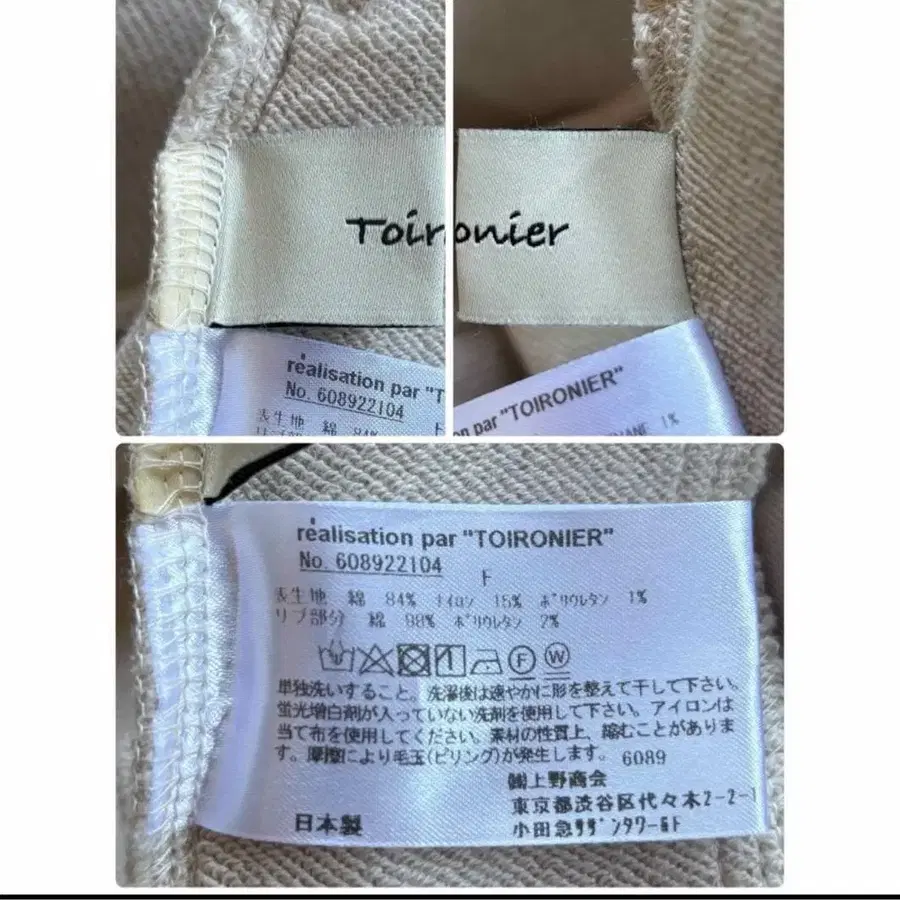 Toir
onier
réalisation par "T
No. 608922104
F
表生地 綿 84%
リブ部
on par "TOIRONIER"
1%
réalisation par "TOIRONIER"
No. 608922104
F
表生地 綿 84% ナイロン 15% ポリウレタン 1%
リブ部分 綿 98% ポリウレタン 2%
F W
単独洗いすること、洗濯後は速やかに形を整えて干して下さい。
蛍光増白剤が入っていない洗剤を使用して下さい。アイロンは
当て布を使用してください。素材の性質上、縮むことがありま
す。摩擦により毛玉(ピリング)が発生します。 6089
㈱上野商会
東京都渋谷区代々木2-2-1
日本製 小田急サザンタワー6F